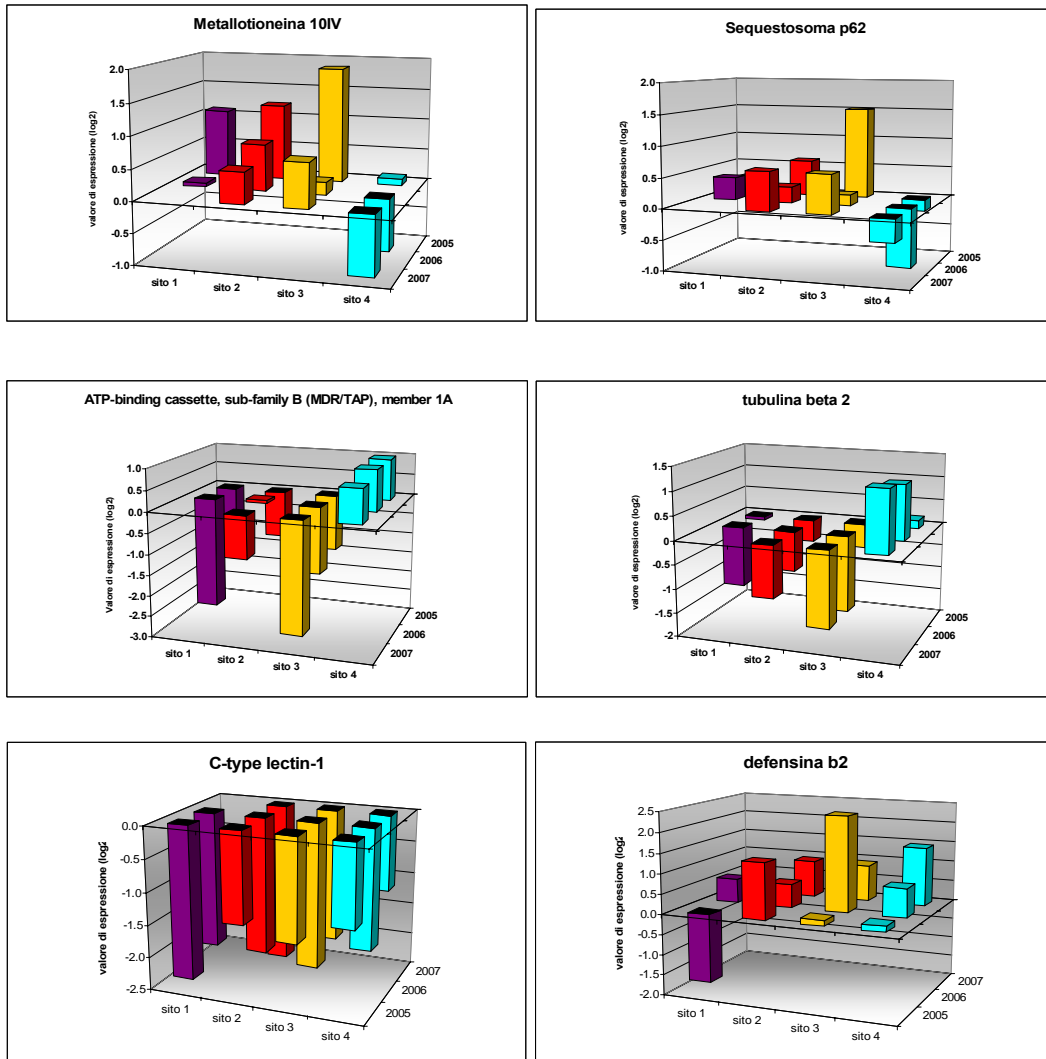 Metallotioneina 10IV
valore di espressione (log2)
2.0
1.5
1.0
0.5
0.0
-0.5
-1.0
sito 1
sito 2
sito 3
sito 4
2007
2006
2005
Sequestosoma p62
valore di espressione (log2)
2.0
1.5
1.0
0.5
0.0
-0.5
-1.0
sito 1
sito 2
sito 3
sito 4
2007
2006
2005
ATP-binding cassette, sub-family B (MDR/TAP), member 1A
Valore di espressione (log2)
1.0
0.5
0.0
-0.5
-1.0
-1.5
-2.0
-2.5
-3.0
sito 1
sito 2
sito 3
sito 4
2007
2006
2005
tubulina beta 2
valore di espressione (log2)
1.5
1
0.5
0
-0.5
-1
-1.5
-2
sito 1
sito 2
sito 3
sito 4
2007
2006
2005
C-type lectin-1
valore di espressione (log2
0.0
-0.5
-1.0
-1.5
-2.0
-2.5
sito 1
sito 2
sito 3
sito 4
2005
2006
2007
defensina b2
valore di espressione (log2
2.5
2.0
1.5
1.0
0.5
0.0
-0.5
-1.0
-1.5
-2.0
sito 1
sito 2
sito 3
sito 4
2005
2006
2007